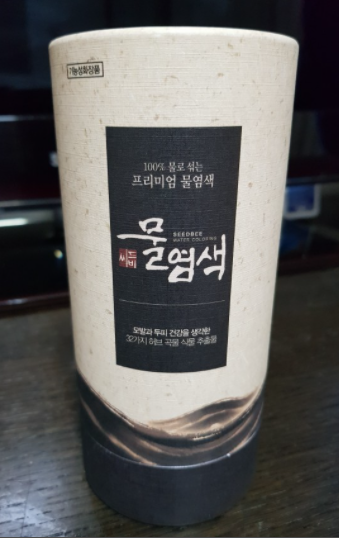 기능성화장품
100% 물로 섞는
프리미엄 물염색
SEEDBEE
WATER COLORING
씨드비
물염색
모발과 두피 건강을 생각한
32가지 허브 곡물 식물 추출물